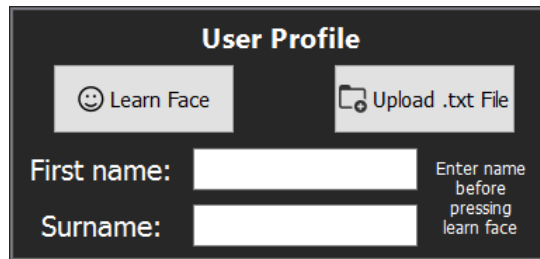 User Profile
Learn Face
Upload .txt File
First name:
Enter name
before
pressing
learn face
Surname: